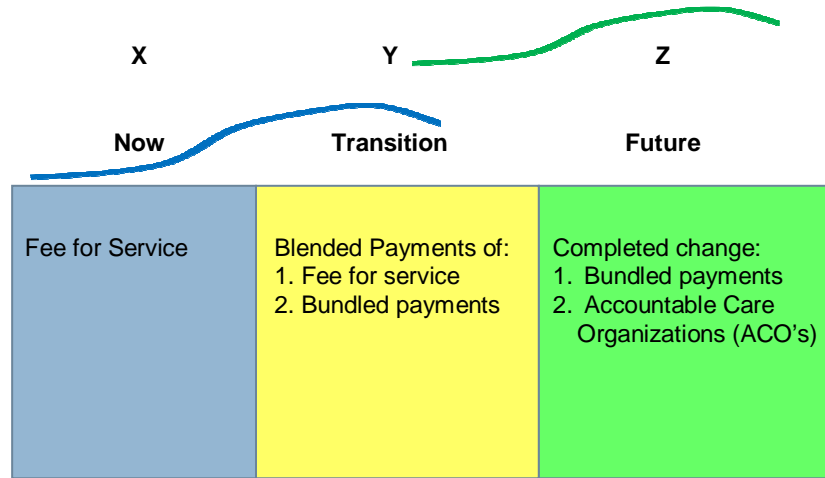 X
Y
Z
Now
Transition
Future
Fee for Service
Blended Payments of:
1. Fee for service
2. Bundled payments
Completed change:
1. Bundled payments
2. Accountable Care
Organizations (ACO's)